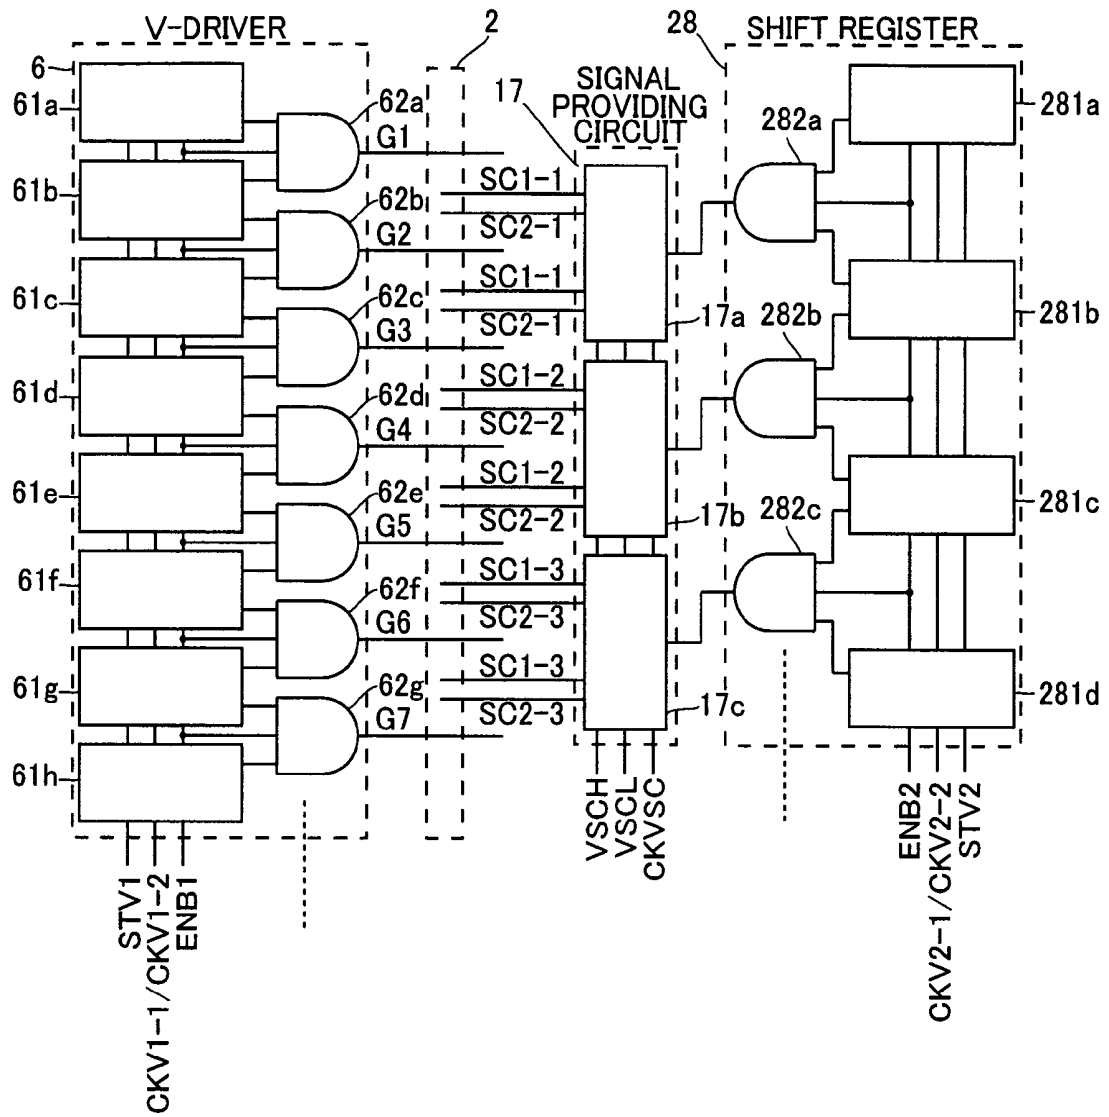 V-DRIVER
2
28
SHIFT REGISTER
6
61a
62a
G1
17
SIGNAL
PROVIDING
CIRCUIT
282a
281a
61b
62b
G2
SC1-1
SC2-1
61c
62c
G3
SC1-1
SC2-1
17a
282b
281b
61d
62d
G4
SC1-2
SC2-2
61e
62e
G5
SC1-2
SC2-2
17b
282c
281c
61f
62f
G6
SC1-3
SC2-3
61g
62g
G7
SC1-3
SC2-3
17c
281d
61h
STV1
CKV1-1/CKV1-2
ENB1
VSCH
VSCL
CKVSC
ENB2
CKV2-1/CKV2-2
STV2